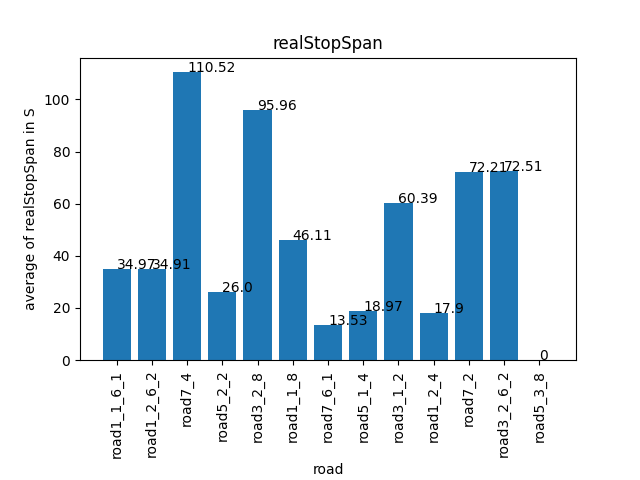 realStopSpan
average of realStopSpan in S
100
80
60
40
20
0
34.97
34.91
110.52
26.0
95.96
46.11
13.53
18.97
60.39
17.9
72.21
72.51
0
road1_1_6_1
road1_2_6_2
road7_4
road5_2_2
road3_2_8
road1_1_8
road7_6_1
road5_1_4
road3_1_2
road1_2_4
road7_2
road3_2_6_2
road5_3_8
road